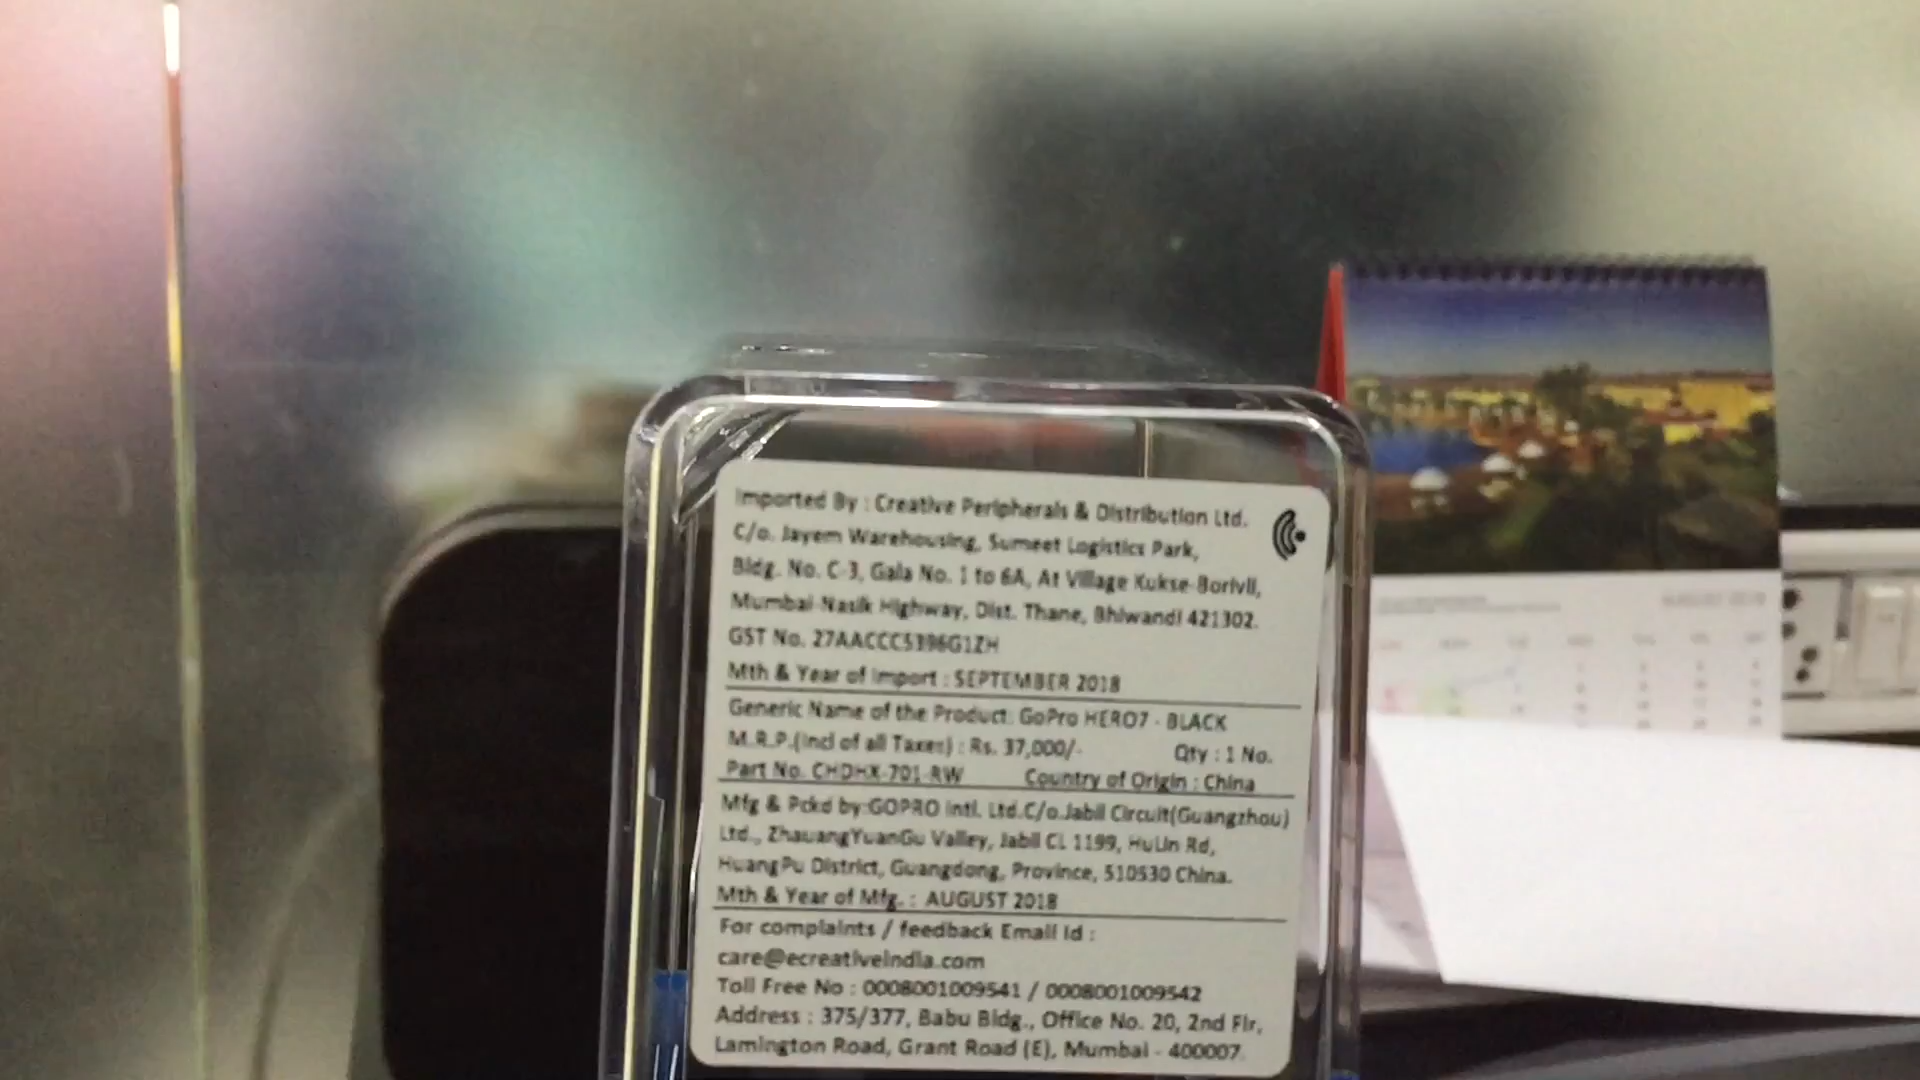 Imported By : Creative Peripherals & Distribution Ltd.
C/o. Jayem Warehousing, Sumeet Logistics Park,
Bldg. No. C-3, Gala No. 1 to 6A, At Village Kukse-Borivli,
Mumbai-Nasik Highway, Dist. Thane, Bhiwandi 421302.
GST No. 27AACCC5396G1ZH
Mth & Year of Import : SEPTEMBER 2018
Generic Name of the Product: GoPro HERO7 - BLACK
M.R.P.(Incl of all Taxes) : Rs. 37,000/- Qty : 1 No.
Part No. CHDHX-701-RW Country of Origin : China
Mfg & Pckd by:GOPRO Intl. Ltd.C/o.Jabil Circuit(Guangzhou)
Ltd., ZhauangYuanGu Valley, Jabil CL 1199, HuLin Rd,
HuangPu District, Guangdong, Province, 510530 China.
Mth & Year of Mfg. : AUGUST 2018
For complaints / feedback Email Id :
care@ecreativeindia.com
Toll Free No : 0008001009541 / 0008001009542
Address : 375/377, Babu Bldg., Office No. 20, 2nd Flr,
Lamington Road, Grant Road (E), Mumbai - 400007.